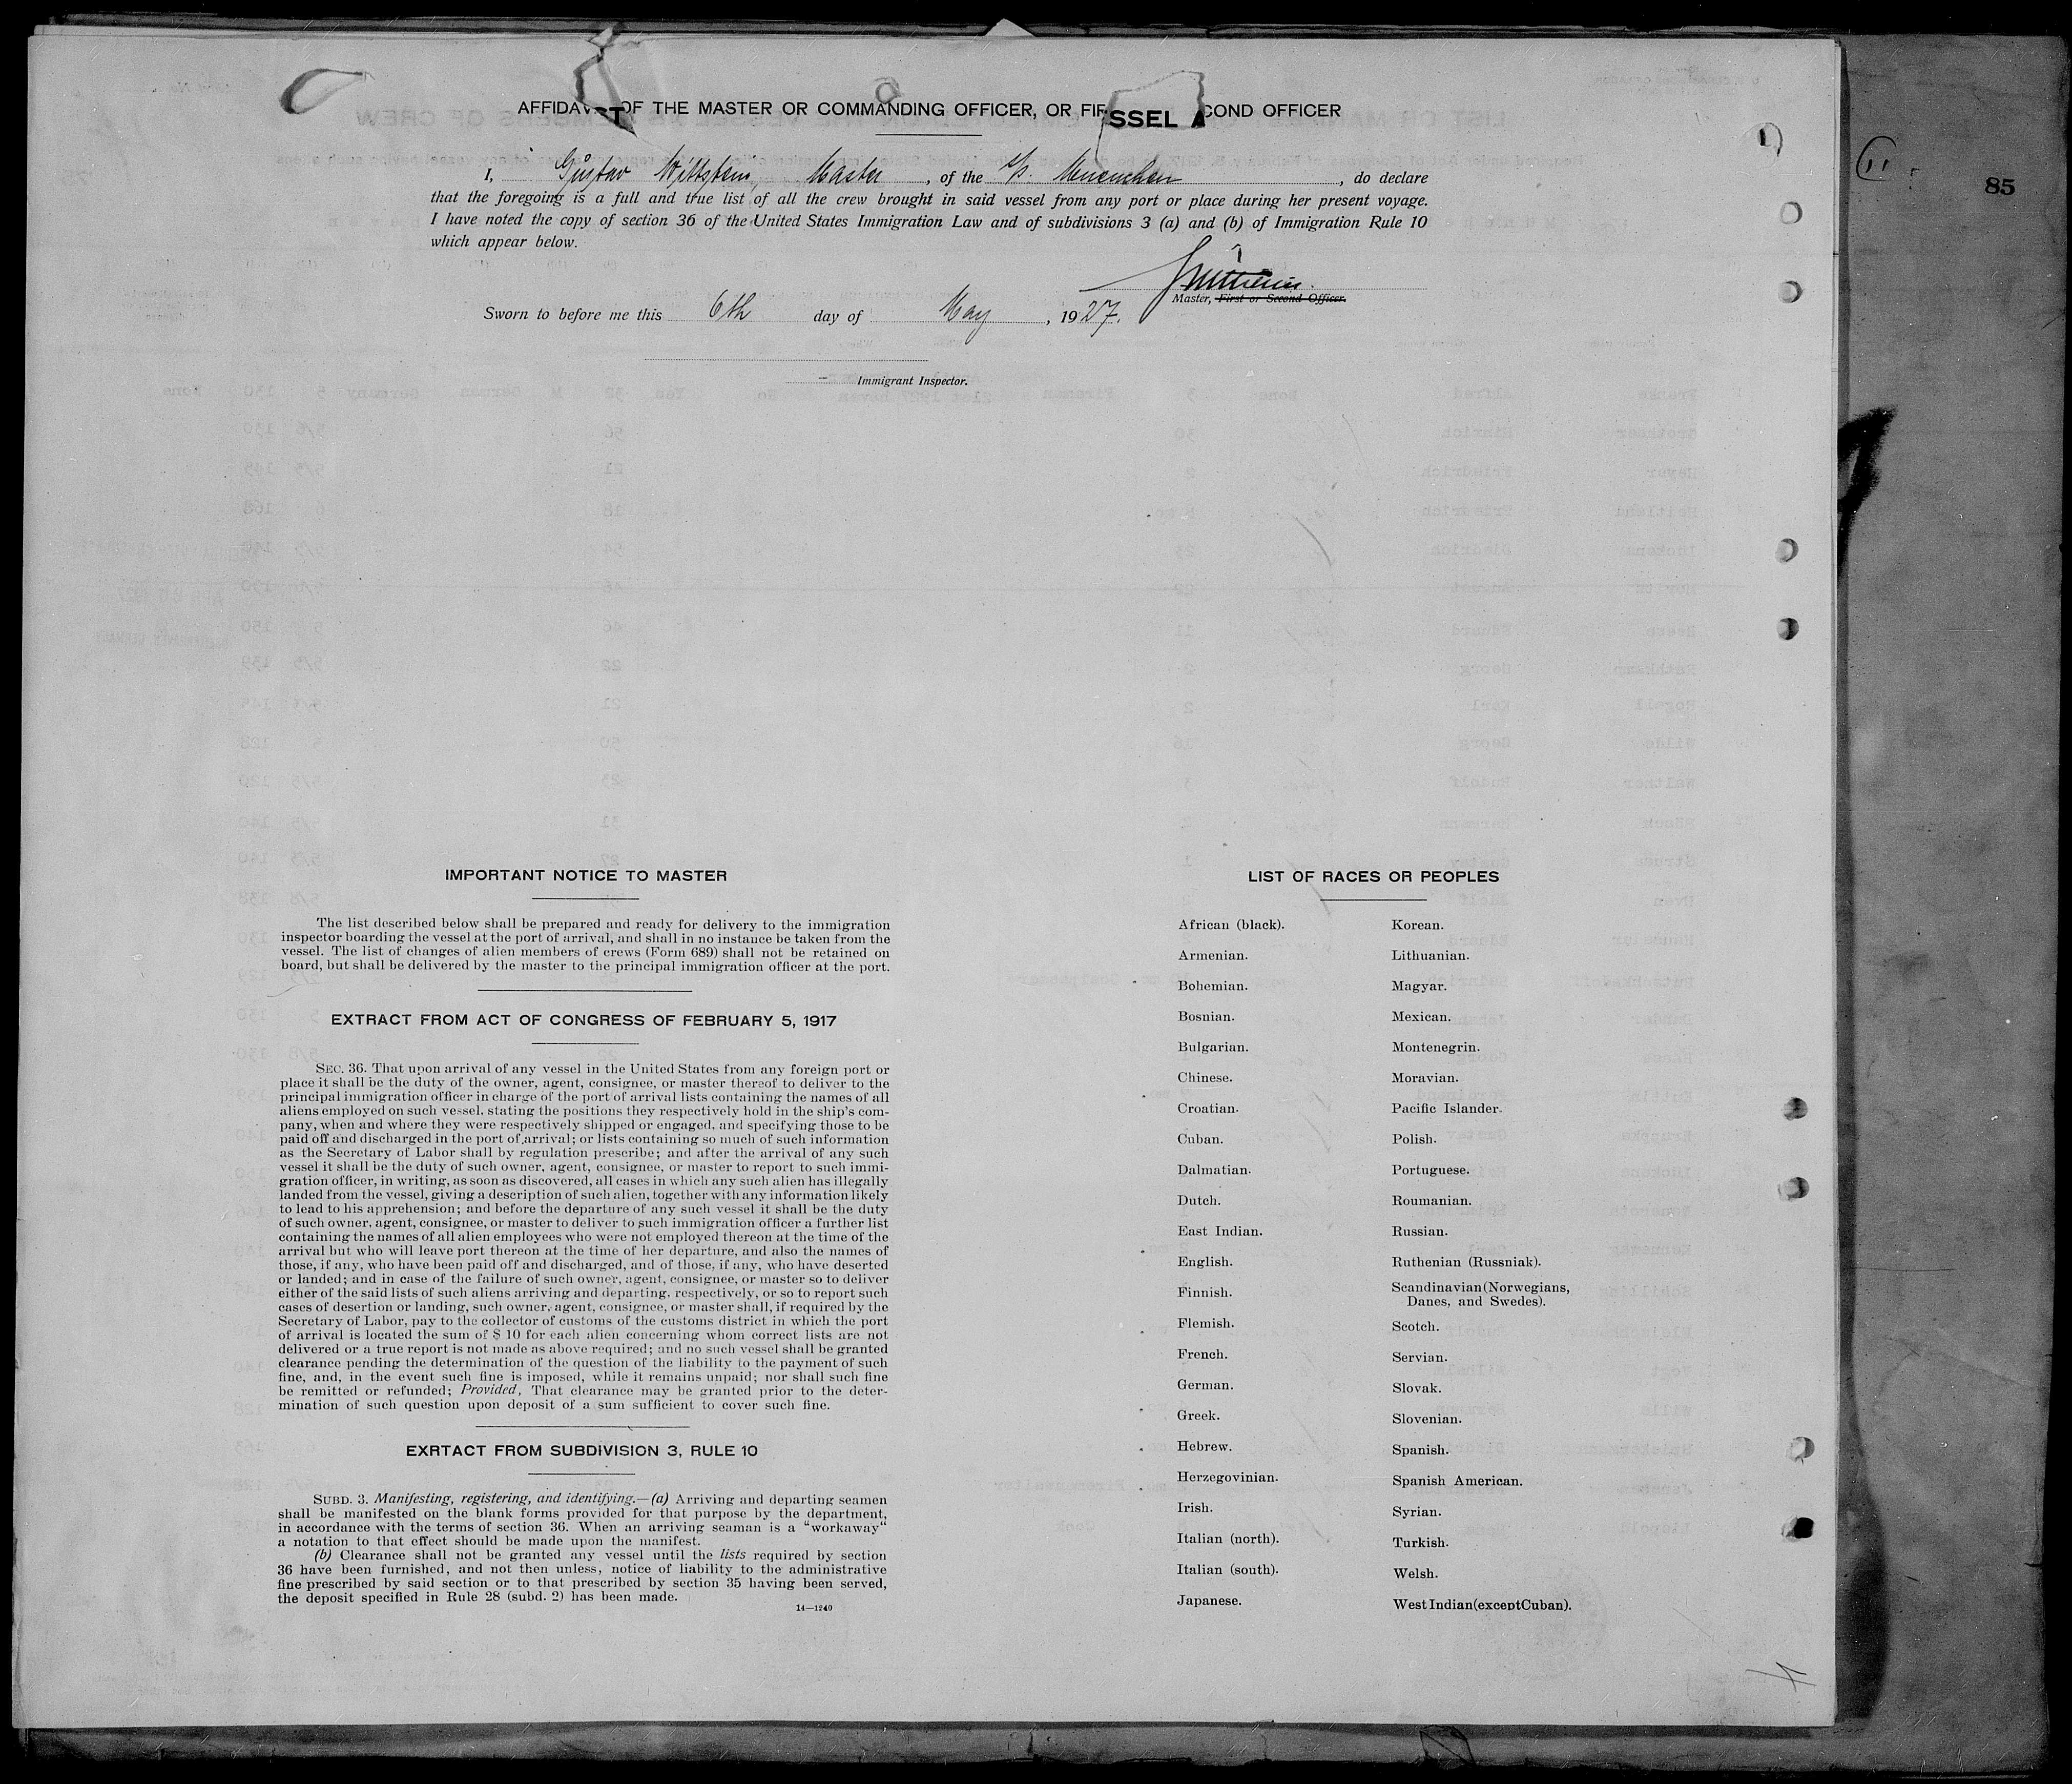 AFFIDAV T OF THE MASTER OR COMMANDING OFFICER, OR FIR SSEL A COND OFFICER
I, Gustav Wittstein, Master, of the S/S. Muenchen, do declare
that the foregoing is a full and true list of all the crew brought in said vessel from any port or place during her present voyage.
I have noted the copy of section 36 of the United States Immigration Law and of subdivisions 3 (a) and (b) of Immigration Rule 10
which appear below.
Master, First or Second Officer.
Sworn to before me this 6th day of May, 1927.
Immigrant Inspector.
85
IMPORTANT NOTICE TO MASTER
The list described below shall be prepared and ready for delivery to the immigration
inspector boarding the vessel at the port of arrival, and shall in no instance be taken from the
vessel. The list of changes of alien members of crews (Form 689) shall not be retained on
board, but shall be delivered by the master to the principal immigration officer at the port.
EXTRACT FROM ACT OF CONGRESS OF FEBRUARY 5, 1917
SEC. 36. That upon arrival of any vessel in the United States from any foreign port or
place it shall be the duty of the owner, agent, consignee, or master thereof to deliver to the
principal immigration officer in charge of the port of arrival lists containing the names of all
aliens employed on such vessel, stating the positions they respectively hold in the ship's com-
pany, when and where they were respectively shipped or engaged, and specifying those to be
paid off and discharged in the port of arrival; or lists containing so much of such information
as the Secretary of Labor shall by regulation prescribe; and after the arrival of any such
vessel it shall be the duty of such owner, agent, consignee, or master to report to such immi-
gration officer, in writing, as soon as discovered, all cases in which any such alien has illegally
landed from the vessel, giving a description of such alien, together with any information likely
to lead to his apprehension; and before the departure of any such vessel it shall be the duty
of such owner, agent, consignee, or master to deliver to such immigration officer a further list
containing the names of all alien employees who were not employed thereon at the time of the
arrival but who will leave port thereon at the time of her departure, and also the names of
those, if any, who have been paid off and discharged, and of those, if any, who have deserted
or landed; and in case of the failure of such owner, agent, consignee, or master so to deliver
either of the said lists of such aliens arriving and departing, respectively, or so to report such
cases of desertion or landing, such owner, agent, consignee, or master shall, if required by the
Secretary of Labor, pay to the collector of customs of the customs district in which the port
of arrival is located the sum of $ 10 for each alien concerning whom correct lists are not
delivered or a true report is not made as above required; and no such vessel shall be granted
clearance pending the determination of the question of the liability to the payment of such
fine, and, in the event such fine is imposed, while it remains unpaid; nor shall such fine
be remitted or refunded; Provided, That clearance may be granted prior to the deter-
mination of such question upon deposit of a sum sufficient to cover such fine.
EXRTACT FROM SUBDIVISION 3, RULE 10
SUBD. 3. Manifesting, registering, and identifying.—(a) Arriving and departing seamen
shall be manifested on the blank forms provided for that purpose by the department,
in accordance with the terms of section 36. When an arriving seaman is a "workaway"
a notation to that effect should be made upon the manifest.
(b) Clearance shall not be granted any vessel until the lists required by section
36 have been furnished, and not then unless, notice of liability to the administrative
fine prescribed by said section or to that prescribed by section 35 having been served,
the deposit specified in Rule 28 (subd. 2) has been made.
14—1240
LIST OF RACES OR PEOPLES
African (black).
Armenian.
Bohemian.
Bosnian.
Bulgarian.
Chinese.
Croatian.
Cuban.
Dalmatian.
Dutch.
East Indian.
English.
Finnish.
Flemish.
French.
German.
Greek.
Hebrew.
Herzegovinian.
Irish.
Italian (north).
Italian (south).
Japanese.
Korean.
Lithuanian.
Magyar.
Mexican.
Montenegrin.
Moravian.
Pacific Islander.
Polish.
Portuguese.
Roumanian.
Russian.
Ruthenian (Russniak).
Scandinavian (Norwegians,
Danes, and Swedes).
Scotch.
Servian.
Slovak.
Slovenian.
Spanish.
Spanish American.
Syrian.
Turkish.
Welsh.
West Indian (except Cuban).